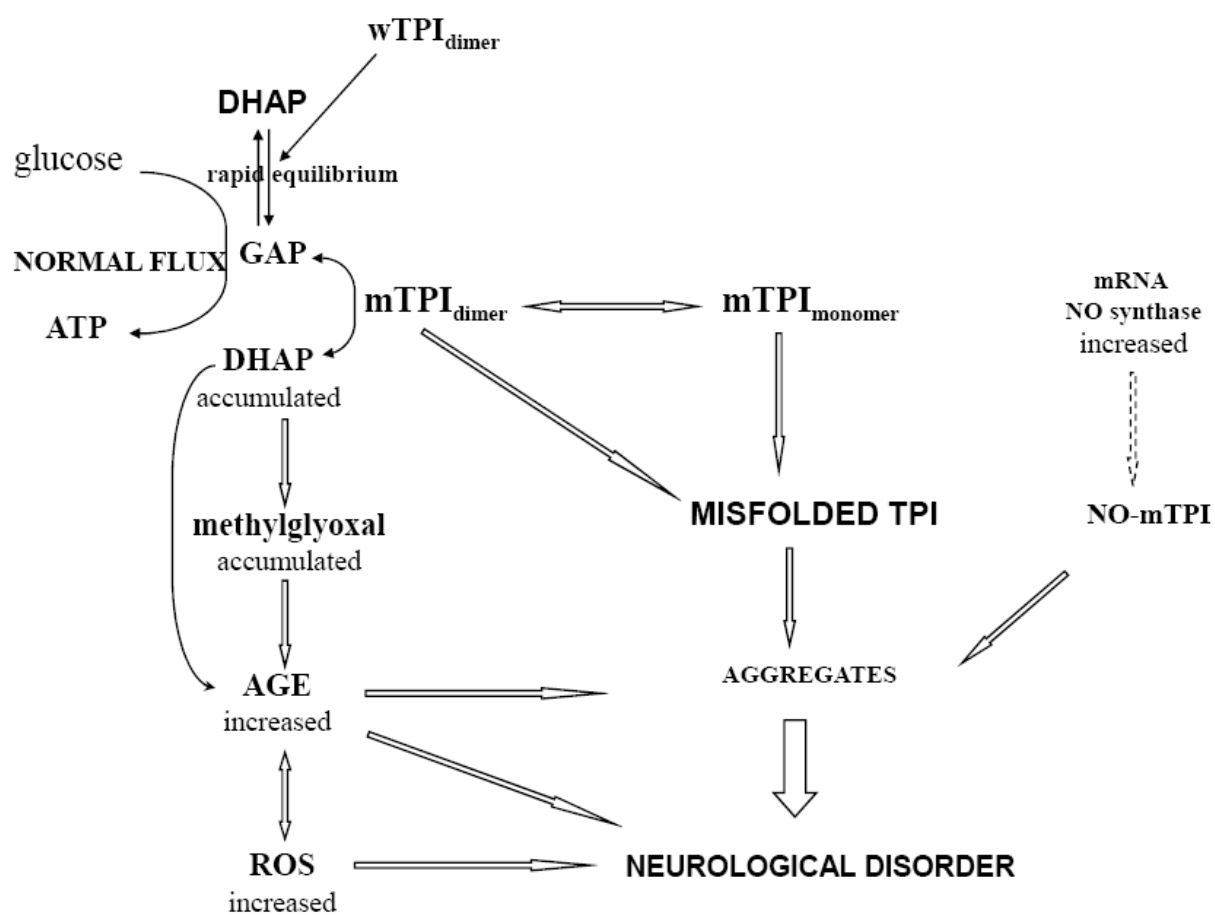 wTPIdimer
DHAP
glucose
rapid equilibrium
NORMAL FLUX
GAP
ATP
mTPIdimer
mTPImonomer
mRNA
NO synthase
increased
DHAP
accumulated
methylglyoxal
accumulated
MISFOLDED TPI
NO-mTPI
AGE
increased
AGGREGATES
ROS
increased
NEUROLOGICAL DISORDER